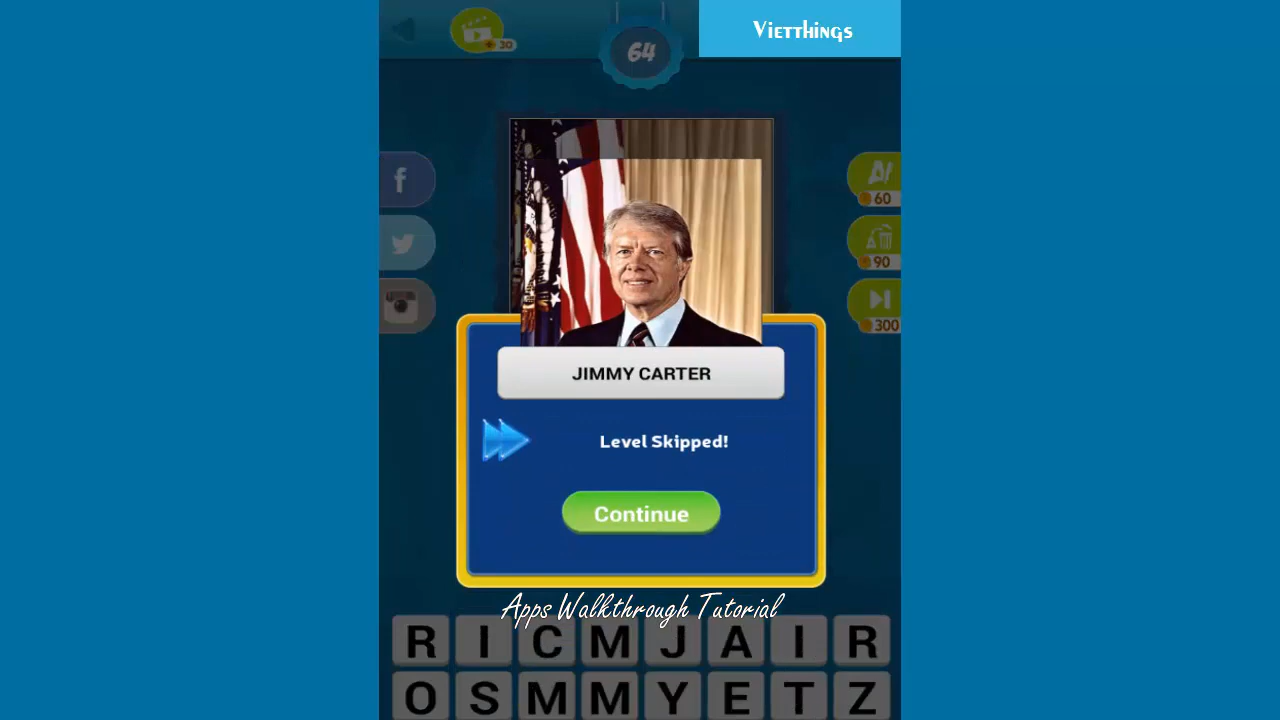 30
64
Vietthings
f
60
90
300
JIMMY CARTER
Level Skipped!
Continue
Apps Walkthrough Tutorial
R I C M J A I R
O S M M Y E T Z